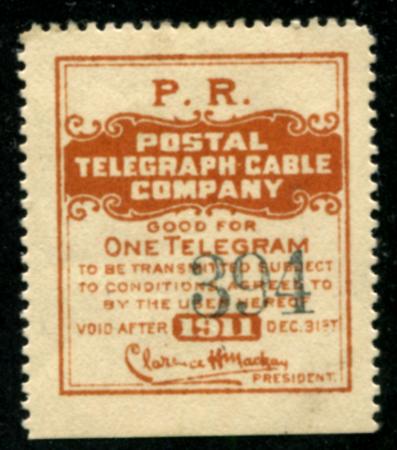 P. R.
POSTAL
TELEGRAPH-CABLE
COMPANY
GOOD FOR
ONE TELEGRAM
TO BE TRANSMITTED SUBJECT
TO CONDITIONS AGREED TO
BY THE USER HEREOF
394
VOID AFTER 1911 DEC. 31ST
Clarence H Mackay
PRESIDENT.